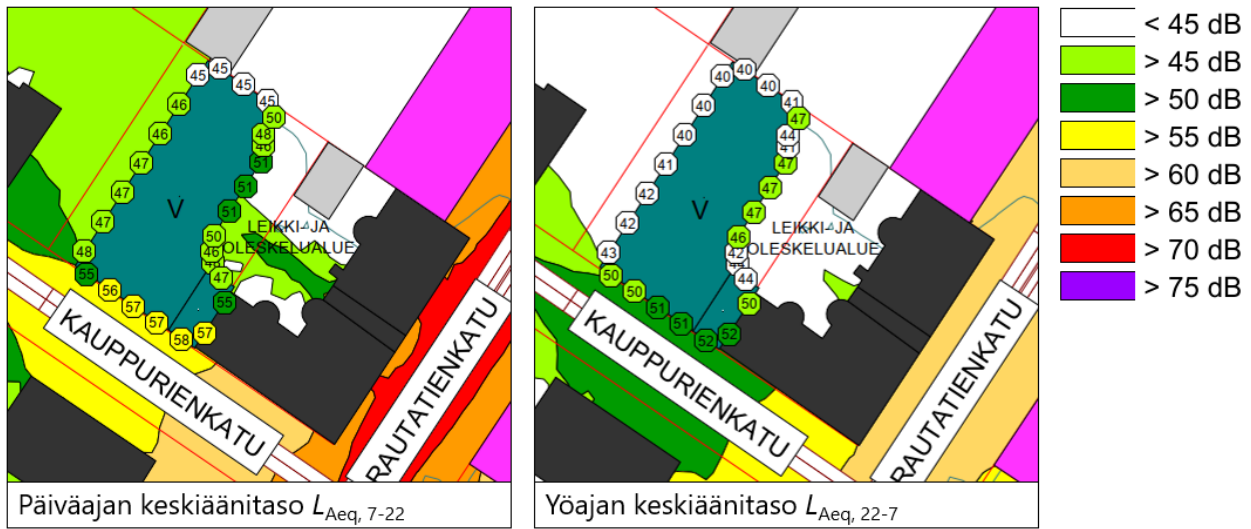 45
45
45
45
46
50
46
48
47
51
47
51
47
51
V
LEIKKI- JA
OLESKELUALUE
50
46
48
47
55
55
56
57
57
57
58
KAUPPURIENKATU
RAUTATIENKATU
Päiväajan keskiäänitaso LAeq, 7-22
40
40
40
40
41
40
47
40
44
41
41
47
42
47
42
47
V
LEIKKI- JA
OLESKELUALUE
46
43
42
44
50
50
50
51
51
52
52
KAUPPURIENKATU
RAUTATIENKATU
Yöajan keskiäänitaso LAeq, 22-7
< 45 dB
> 45 dB
> 50 dB
> 55 dB
> 60 dB
> 65 dB
> 70 dB
> 75 dB